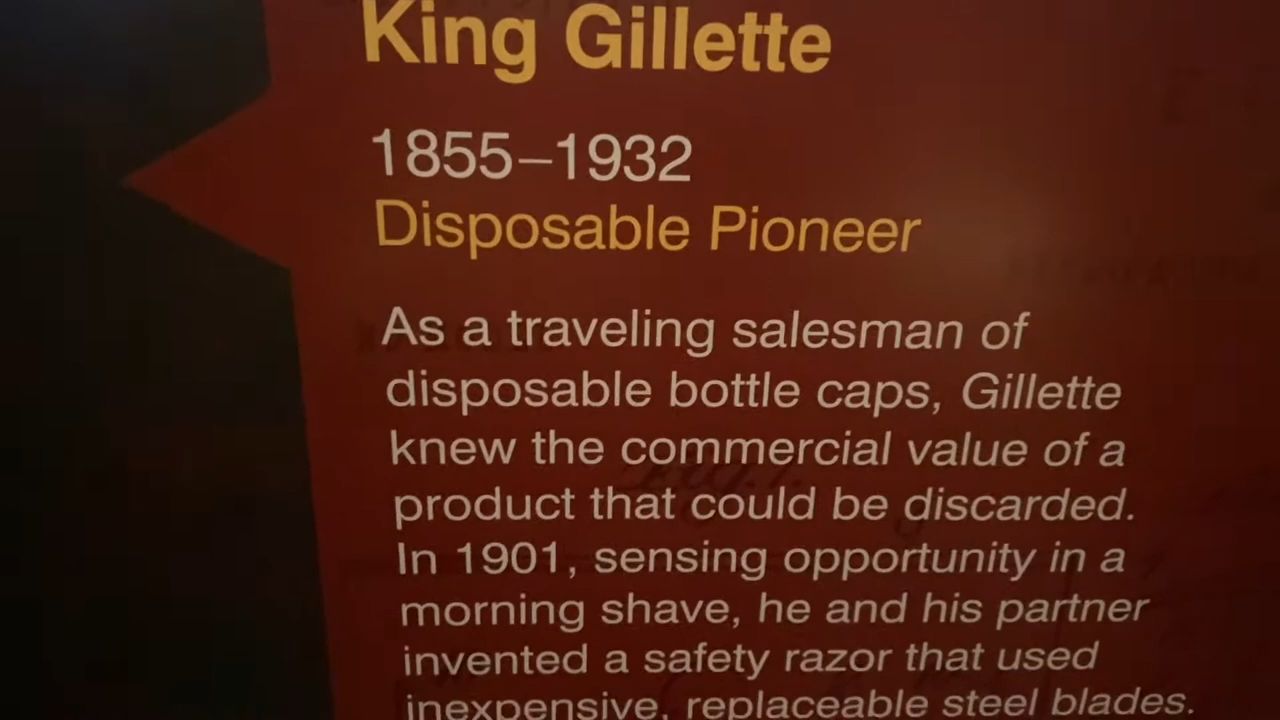 King Gillette
1855–1932
Disposable Pioneer
As a traveling salesman of
disposable bottle caps, Gillette
knew the commercial value of a
product that could be discarded.
In 1901, sensing opportunity in a
morning shave, he and his partner
invented a safety razor that used
inexpensive, replaceable steel blades.